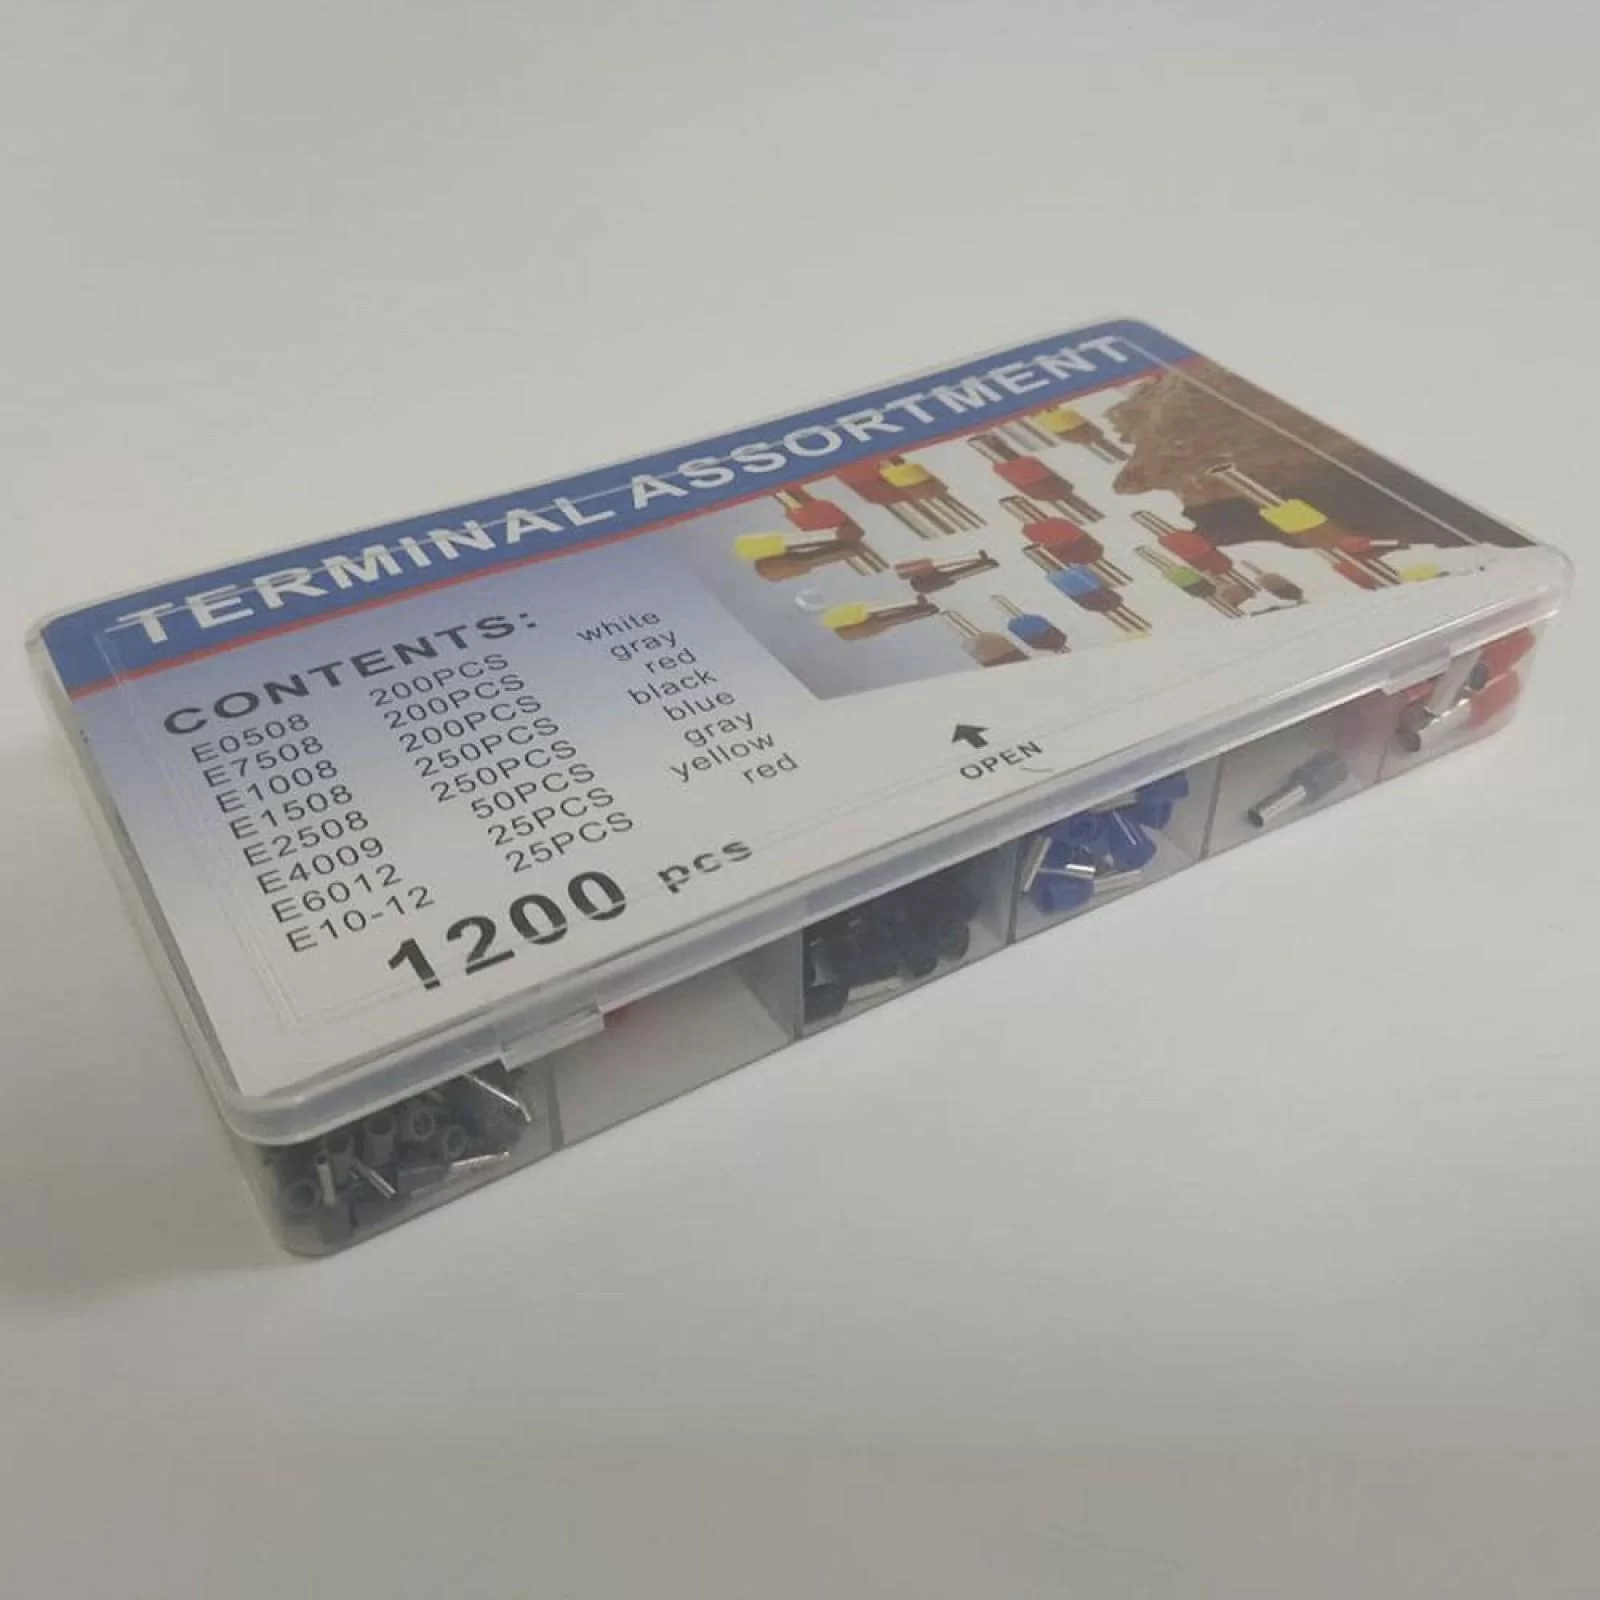 TERMINAL ASSORTMENT
CONTENTS:
E0508 200PCS white
E7508 200PCS gray
E1008 200PCS red
E1508 250PCS black
E2508 250PCS blue
E4009 50PCS gray
E6012 25PCS yellow
E10-12 25PCS red
1200 pcs
OPEN